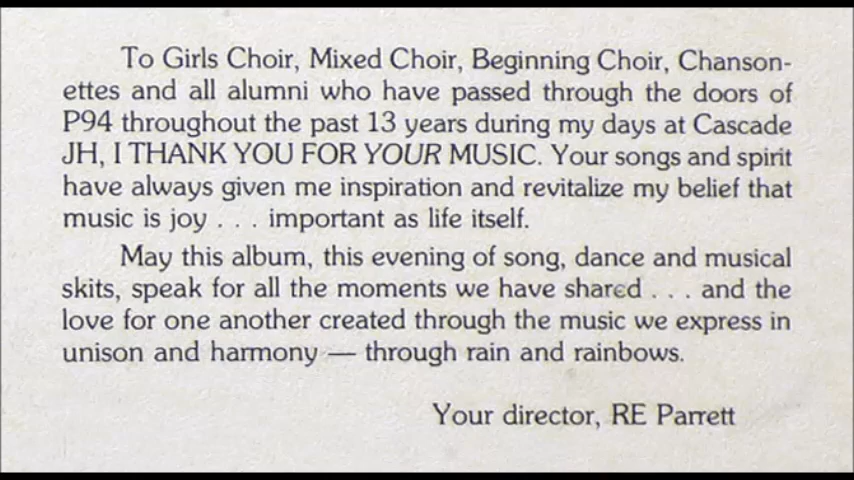 To Girls Choir, Mixed Choir, Beginning Choir, Chanson-
ettes and all alumni who have passed through the doors of
P94 throughout the past 13 years during my days at Cascade
JH, I THANK YOU FOR YOUR MUSIC. Your songs and spirit
have always given me inspiration and revitalize my belief that
music is joy . . . important as life itself.
May this album, this evening of song, dance and musical
skits, speak for all the moments we have shared . . . and the
love for one another created through the music we express in
unison and harmony — through rain and rainbows.
Your director, RE Parrett